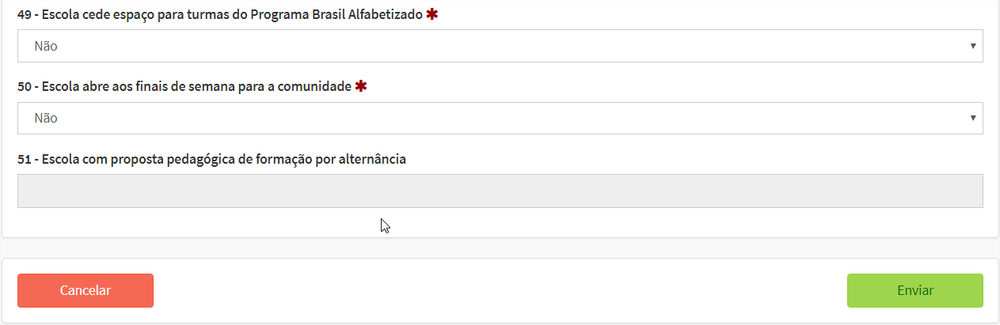 49 - Escola cede espaço para turmas do Programa Brasil Alfabetizado ✱
Não
50 - Escola abre aos finais de semana para a comunidade ✱
Não
51 - Escola com proposta pedagógica de formação por alternância
Cancelar
Enviar